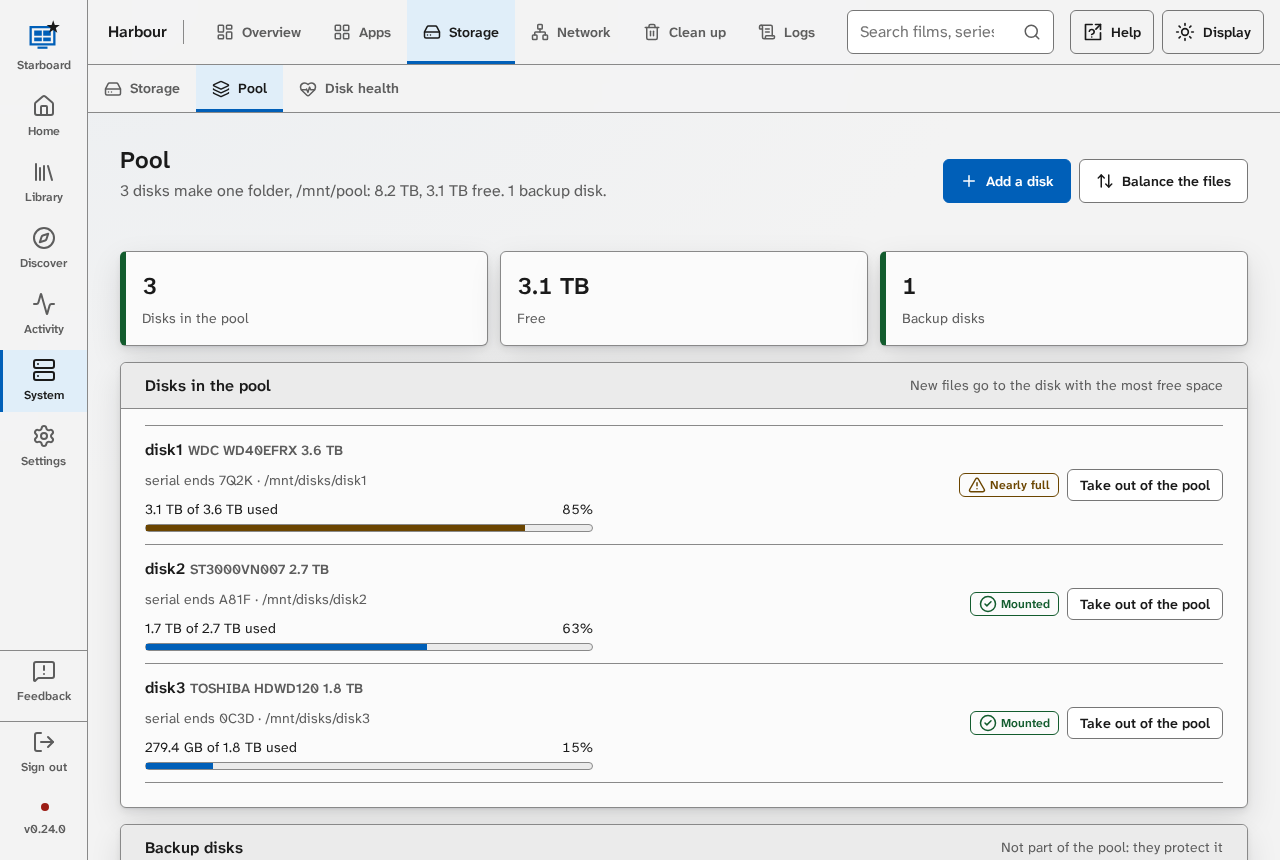 Starboard
Home
Library
Discover
Activity
System
Settings
Feedback
Sign out
v0.24.0
Harbour
Overview
Apps
Storage
Network
Clean up
Logs
Search films, series
Help
Display
Storage
Pool
Disk health
Pool
3 disks make one folder, /mnt/pool: 8.2 TB, 3.1 TB free. 1 backup disk.
Add a disk
Balance the files
3
Disks in the pool
3.1 TB
Free
1
Backup disks
Disks in the pool
New files go to the disk with the most free space
disk1 WDC WD40EFRX 3.6 TB
serial ends 7Q2K · /mnt/disks/disk1
3.1 TB of 3.6 TB used 85%
Nearly full
Take out of the pool
disk2 ST3000VN007 2.7 TB
serial ends A81F · /mnt/disks/disk2
1.7 TB of 2.7 TB used 63%
Mounted
Take out of the pool
disk3 TOSHIBA HDWD120 1.8 TB
serial ends 0C3D · /mnt/disks/disk3
279.4 GB of 1.8 TB used 15%
Mounted
Take out of the pool
Backup disks
Not part of the pool: they protect it